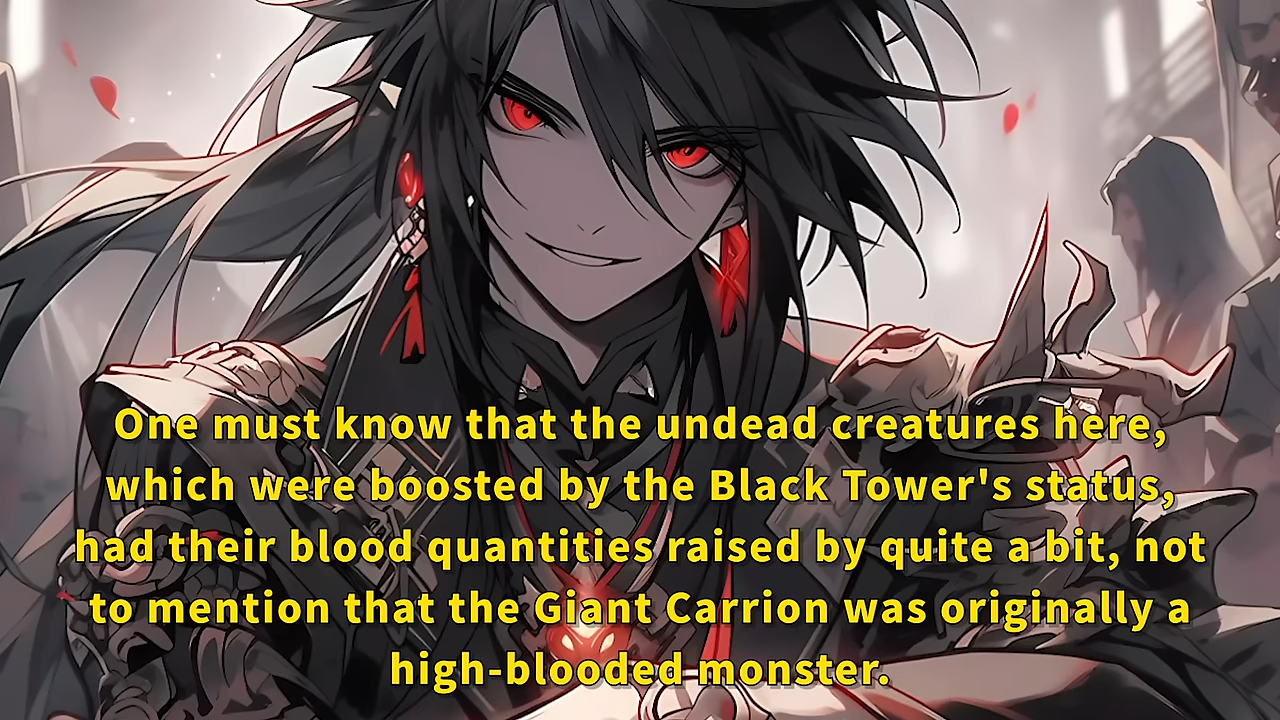 One must know that the undead creatures here,
which were boosted by the Black Tower's status,
had their blood quantities raised by quite a bit, not
to mention that the Giant Carrion was originally a
high-blooded monster.